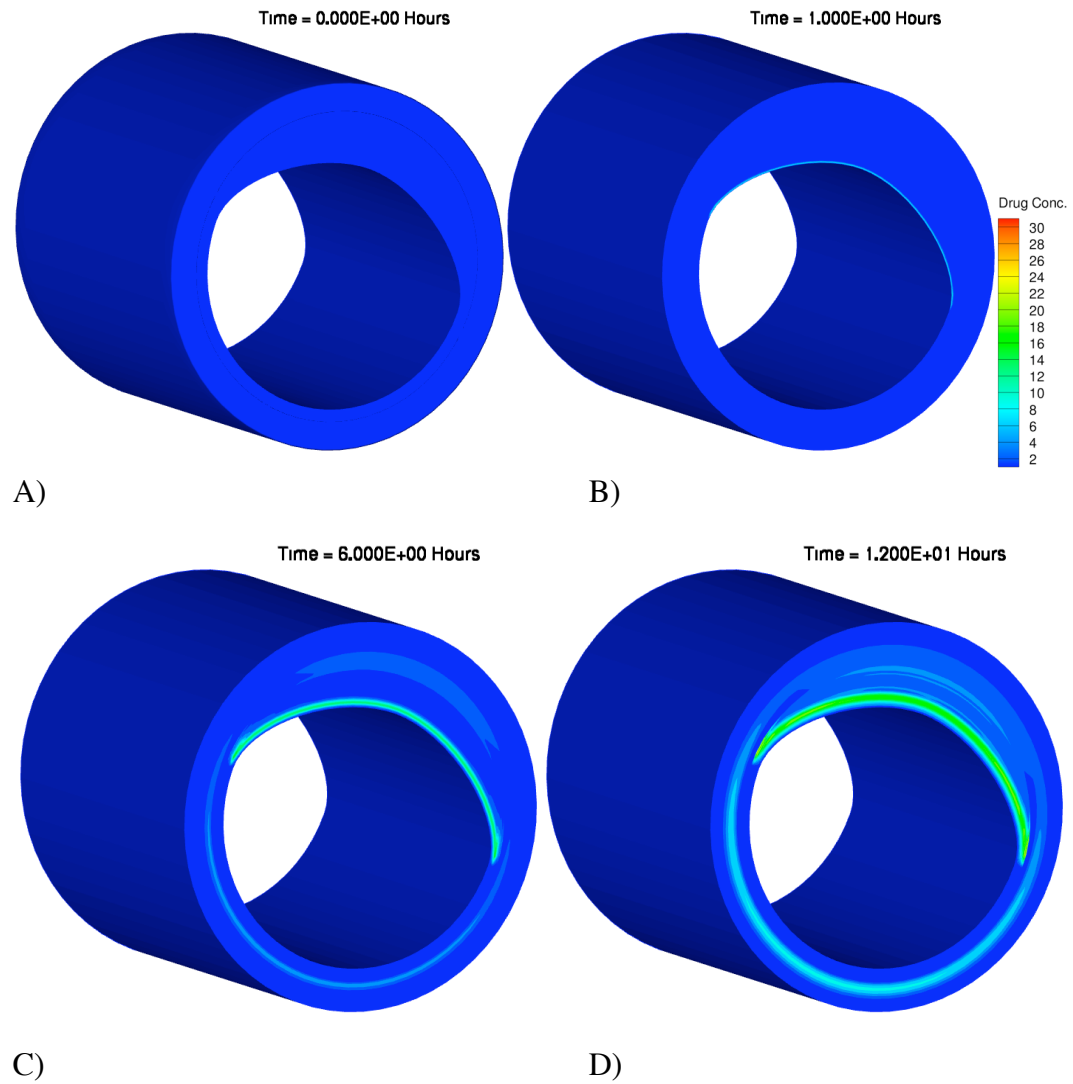 Time = 0.000E+00 Hours
Time = 1.000E+00 Hours
Drug Conc.
30
28
26
24
22
20
18
16
14
12
10
8
6
4
2
A)
B)
Time = 6.000E+00 Hours
Time = 1.200E+01 Hours
C)
D)